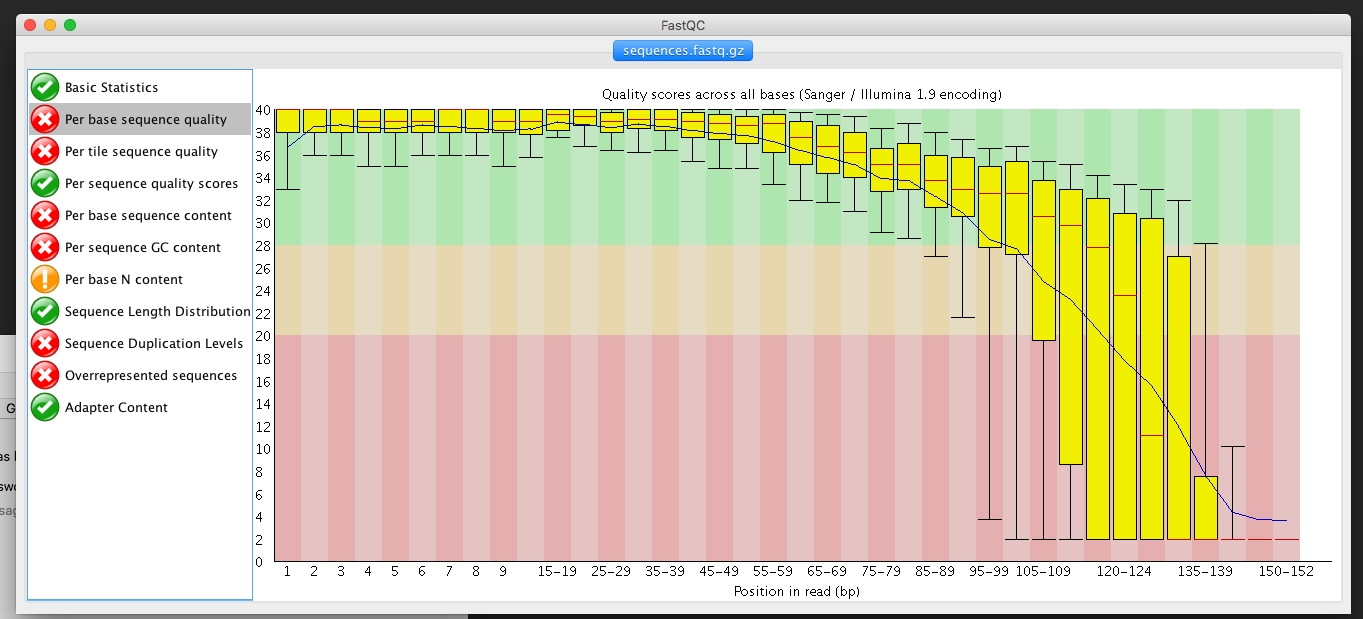 FastQC
sequences.fastq.gz
Basic Statistics
Per base sequence quality
Per tile sequence quality
Per sequence quality scores
Per base sequence content
Per sequence GC content
Per base N content
Sequence Length Distribution
Sequence Duplication Levels
Overrepresented sequences
Adapter Content
Quality scores across all bases (Sanger / Illumina 1.9 encoding)
40
38
36
34
32
30
28
26
24
22
20
18
16
14
12
10
8
6
4
2
0
1 2 3 4 5 6 7 8 9 15-19 25-29 35-39 45-49 55-59 65-69 75-79 85-89 95-99 105-109 120-124 135-139 150-152
Position in read (bp)